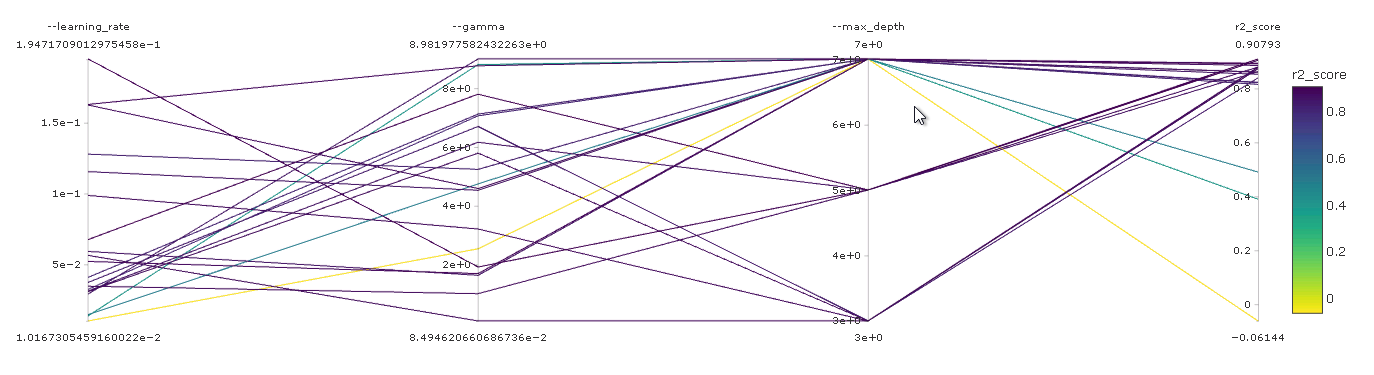 --learning_rate
1.9471709012975458e−1
1.5e−1
1e−1
5e−2
1.0167305459160022e−2
--gamma
8.981977582432263e+0
8e+0
6e+0
4e+0
2e+0
8.494620660686736e−2
--max_depth
7e+0
7e+0
6e+0
5e+0
4e+0
3e+0
3e+0
r2_score
0.90793
0.8
0.6
0.4
0.2
0
−0.06144
r2_score
0.8
0.6
0.4
0.2
0